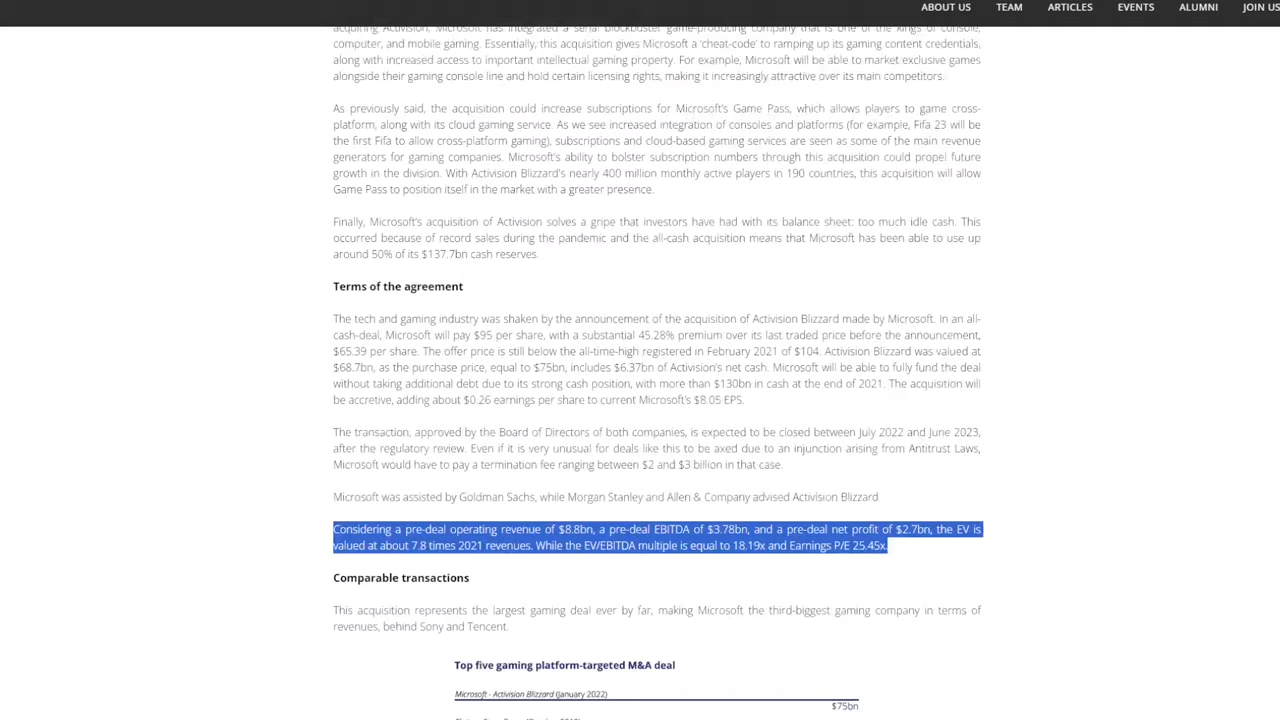 ABOUT US TEAM ARTICLES EVENTS ALUMNI JOIN US
acquiring Activision, Microsoft has integrated a serial blockbuster game-producing company that is one of the kings of console,
computer, and mobile gaming. Essentially, this acquisition gives Microsoft a ‘cheat-code’ to ramping up its gaming content credentials,
along with increased access to important intellectual gaming property. For example, Microsoft will be able to market exclusive games
alongside their gaming console line and hold certain licensing rights, making it increasingly attractive over its main competitors.
As previously said, the acquisition could increase subscriptions for Microsoft’s Game Pass, which allows players to game cross-
platform, along with its cloud gaming service. As we see increased integration of consoles and platforms (for example, Fifa 23 will be
the first Fifa to allow cross-platform gaming), subscriptions and cloud-based gaming services are seen as some of the main revenue
generators for gaming companies. Microsoft’s ability to bolster subscription numbers through this acquisition could propel future
growth in the division. With Activision Blizzard’s nearly 400 million monthly active players in 190 countries, this acquisition will allow
Game Pass to position itself in the market with a greater presence.
Finally, Microsoft’s acquisition of Activision solves a gripe that investors have had with its balance sheet: too much idle cash. This
occurred because of record sales during the pandemic and the all-cash acquisition means that Microsoft has been able to use up
around 50% of its $137.7bn cash reserves.
Terms of the agreement
The tech and gaming industry was shaken by the announcement of the acquisition of Activision Blizzard made by Microsoft. In an all-
cash-deal, Microsoft will pay $95 per share, with a substantial 45.28% premium over its last traded price before the announcement,
$65.39 per share. The offer price is still below the all-time-high registered in February 2021 of $104. Activision Blizzard was valued at
$68.7bn, as the purchase price, equal to $75bn, includes $6.37bn of Activision’s net cash. Microsoft will be able to fully fund the deal
without taking additional debt due to its strong cash position, with more than $130bn in cash at the end of 2021. The acquisition will
be accretive, adding about $0.26 earnings per share to current Microsoft’s $8.05 EPS.
The transaction, approved by the Board of Directors of both companies, is expected to be closed between July 2022 and June 2023,
after the regulatory review. Even if it is very unusual for deals like this to be axed due to an injunction arising from Antitrust Laws,
Microsoft would have to pay a termination fee ranging between $2 and $3 billion in that case.
Microsoft was assisted by Goldman Sachs, while Morgan Stanley and Allen & Company advised Activision Blizzard
Considering a pre-deal operating revenue of $8.8bn, a pre-deal EBITDA of $3.78bn, and a pre-deal net profit of $2.7bn, the EV is
valued at about 7.8 times 2021 revenues. While the EV/EBITDA multiple is equal to 18.19x and Earnings P/E 25.45x.
Comparable transactions
This acquisition represents the largest gaming deal ever by far, making Microsoft the third-biggest gaming company in terms of
revenues, behind Sony and Tencent.
Top five gaming platform-targeted M&A deal
Microsoft - Activision Blizzard (January 2022)
$75bn